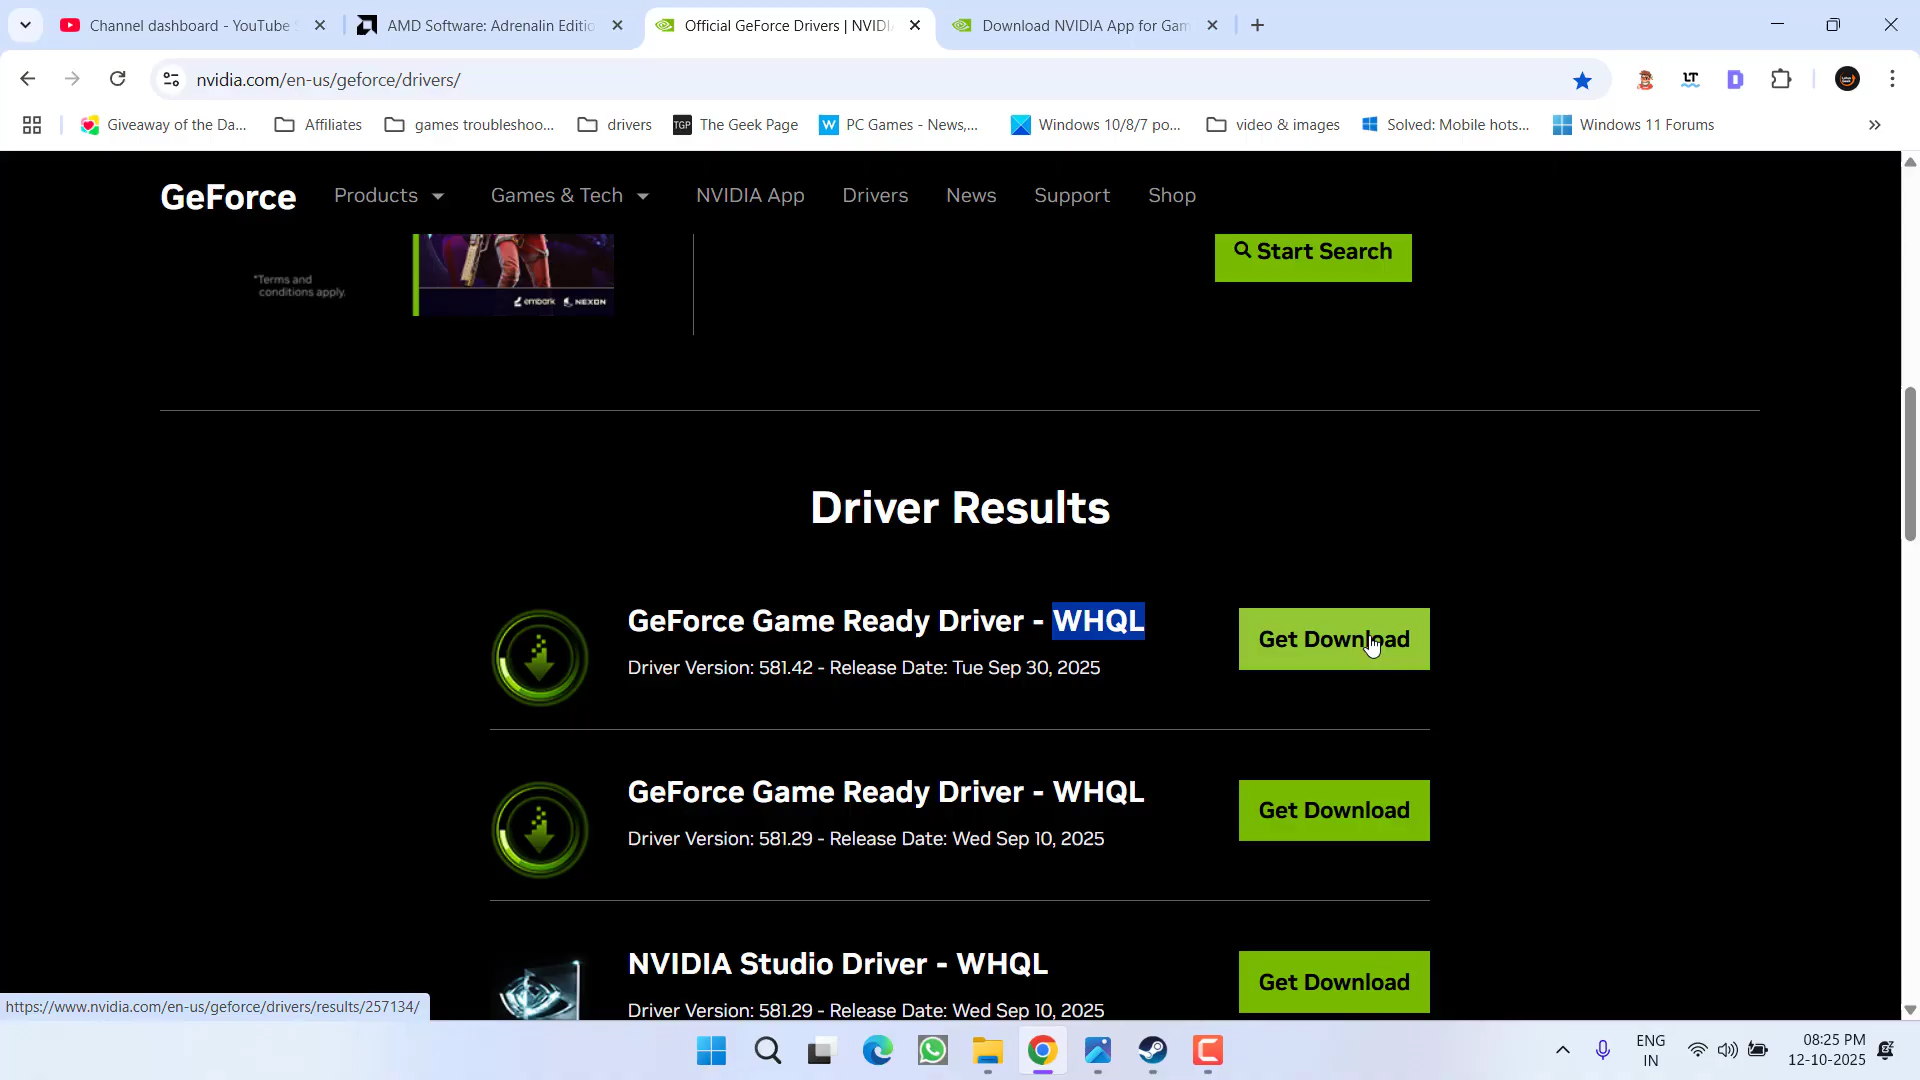 Channel dashboard - YouTube S
AMD Software: Adrenalin Editio
Official GeForce Drivers | NVIDI
Download NVIDIA App for Gam
nvidia.com/en-us/geforce/drivers/
Giveaway of the Da...
Affiliates
games troubleshoo...
drivers
TGP
The Geek Page
PC Games - News,...
Windows 10/8/7 po...
video & images
Solved: Mobile hots...
Windows 11 Forums
GeForce
Products
Games & Tech
NVIDIA App
Drivers
News
Support
Shop
*Terms and
conditions apply.
embark
NEXON
Start Search
Driver Results
GeForce Game Ready Driver - WHQL
Driver Version: 581.42 - Release Date: Tue Sep 30, 2025
Get Download
GeForce Game Ready Driver - WHQL
Driver Version: 581.29 - Release Date: Wed Sep 10, 2025
Get Download
NVIDIA Studio Driver - WHQL
Driver Version: 581.29 - Release Date: Wed Sep 10, 2025
Get Download
https://www.nvidia.com/en-us/geforce/drivers/results/257134/
ENG
IN
08:25 PM
12-10-2025